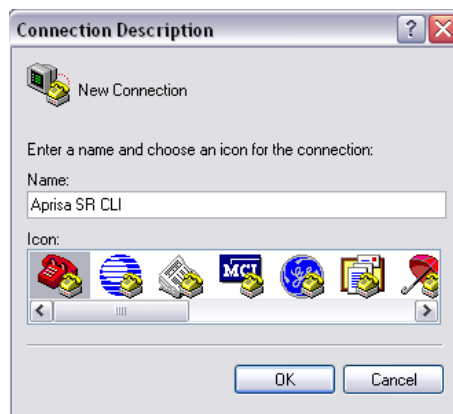 Connection Description
New Connection
Enter a name and choose an icon for the connection:
Name:
Aprisa SR CLI
Icon:
MCI
OK
Cancel